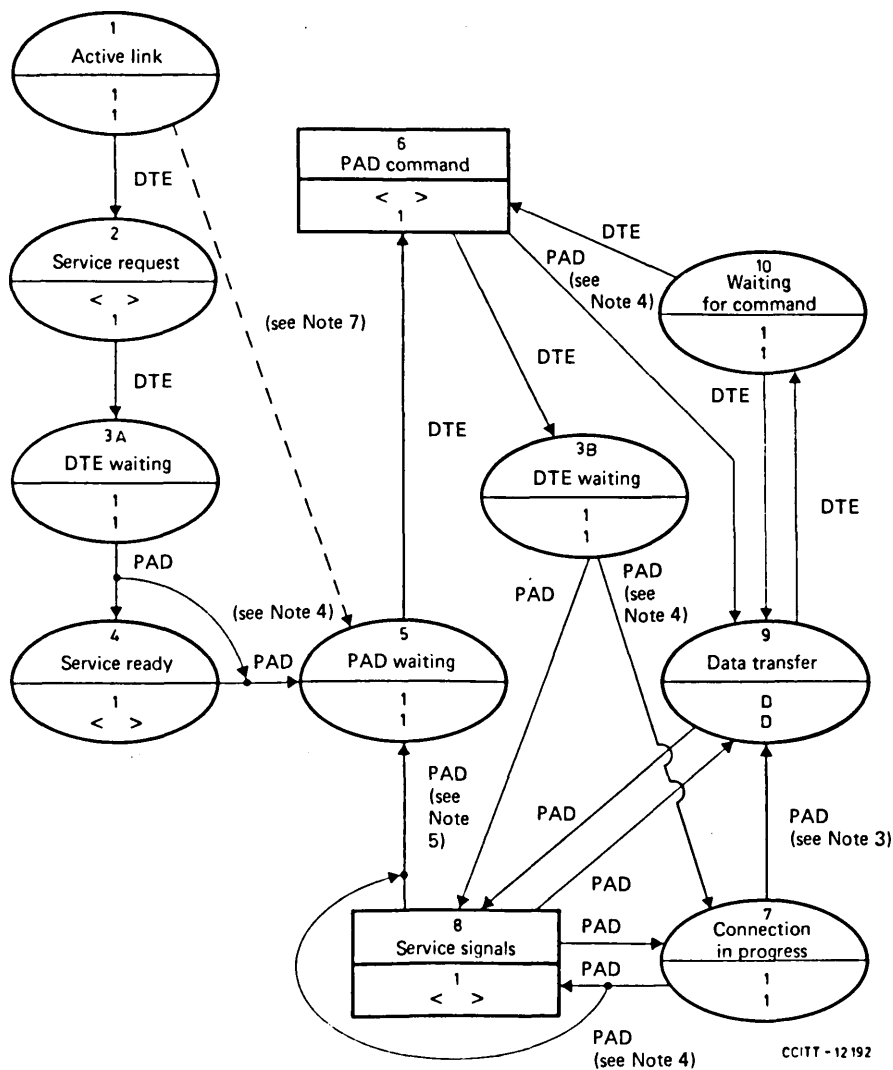 1
Active link
1
1
DTE
2
Service request
< >
1
DTE
3A
DTE waiting
1
1
PAD
(see Note 4)
4
Service ready
1
< >
PAD
(see Note 7)
5
PAD waiting
1
1
DTE
6
PAD command
< >
1
DTE
PAD
(see
Note 4)
DTE
10
Waiting
for command
1
1
DTE
DTE
3B
DTE waiting
1
1
PAD
PAD
(see
Note 4)
9
Data transfer
D
D
PAD
(see
Note
5)
PAD
PAD
PAD
(see Note 3)
8
Service signals
1
< >
PAD
PAD
7
Connection
in progress
1
1
PAD
(see Note 4)
CCITT - 12192